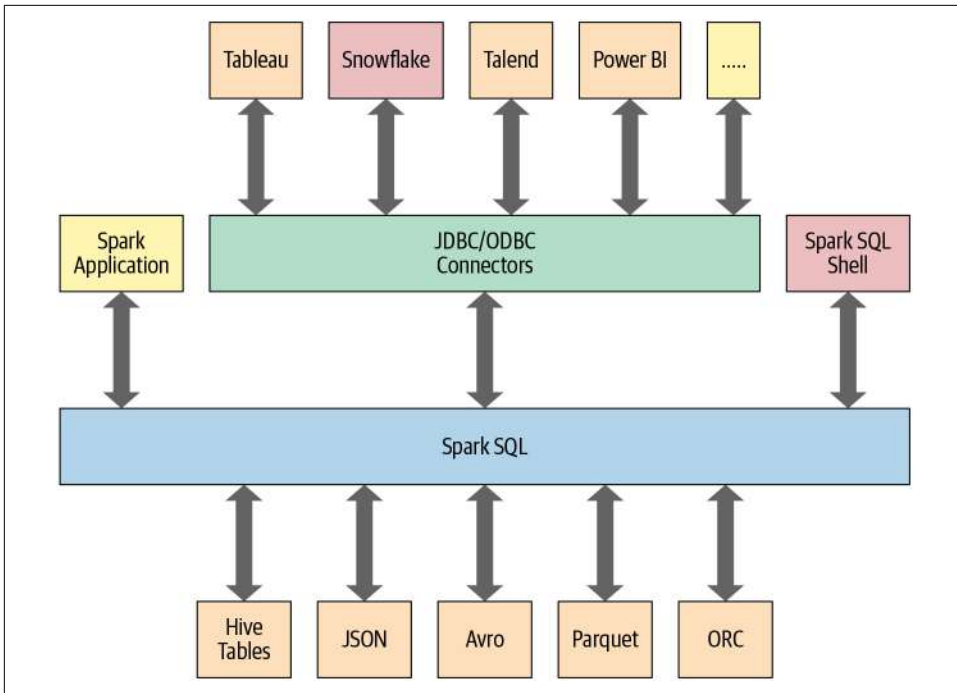 Tableau
Snowflake
Talend
Power BI
.....
Spark
Application
JDBC/ODBC
Connectors
Spark SQL
Shell
Spark SQL
Hive
Tables
JSON
Avro
Parquet
ORC